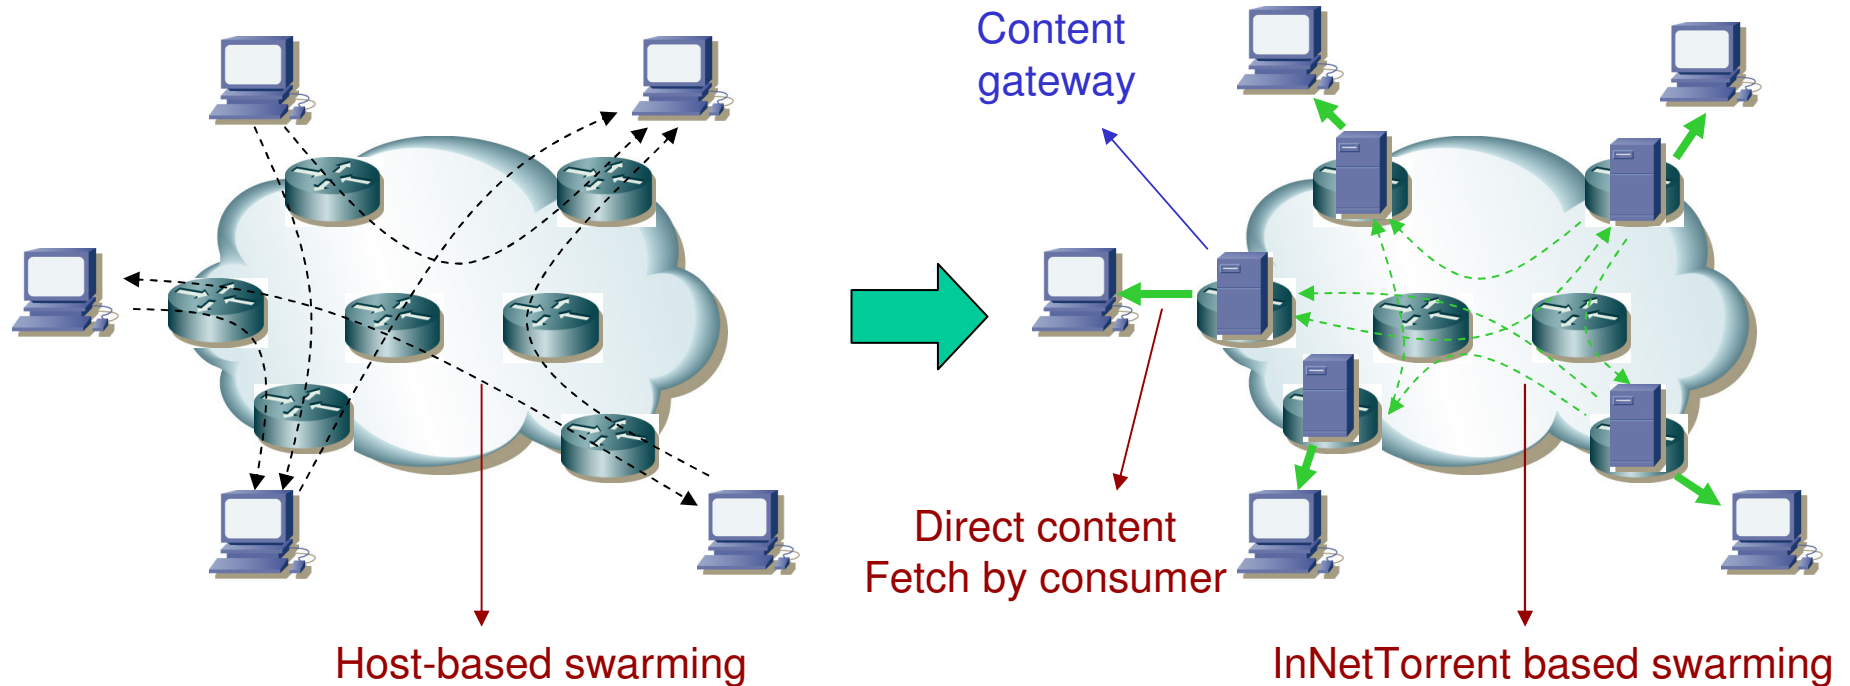 Content
gateway
Direct content
Fetch by consumer
Host-based swarming
InNetTorrent based swarming